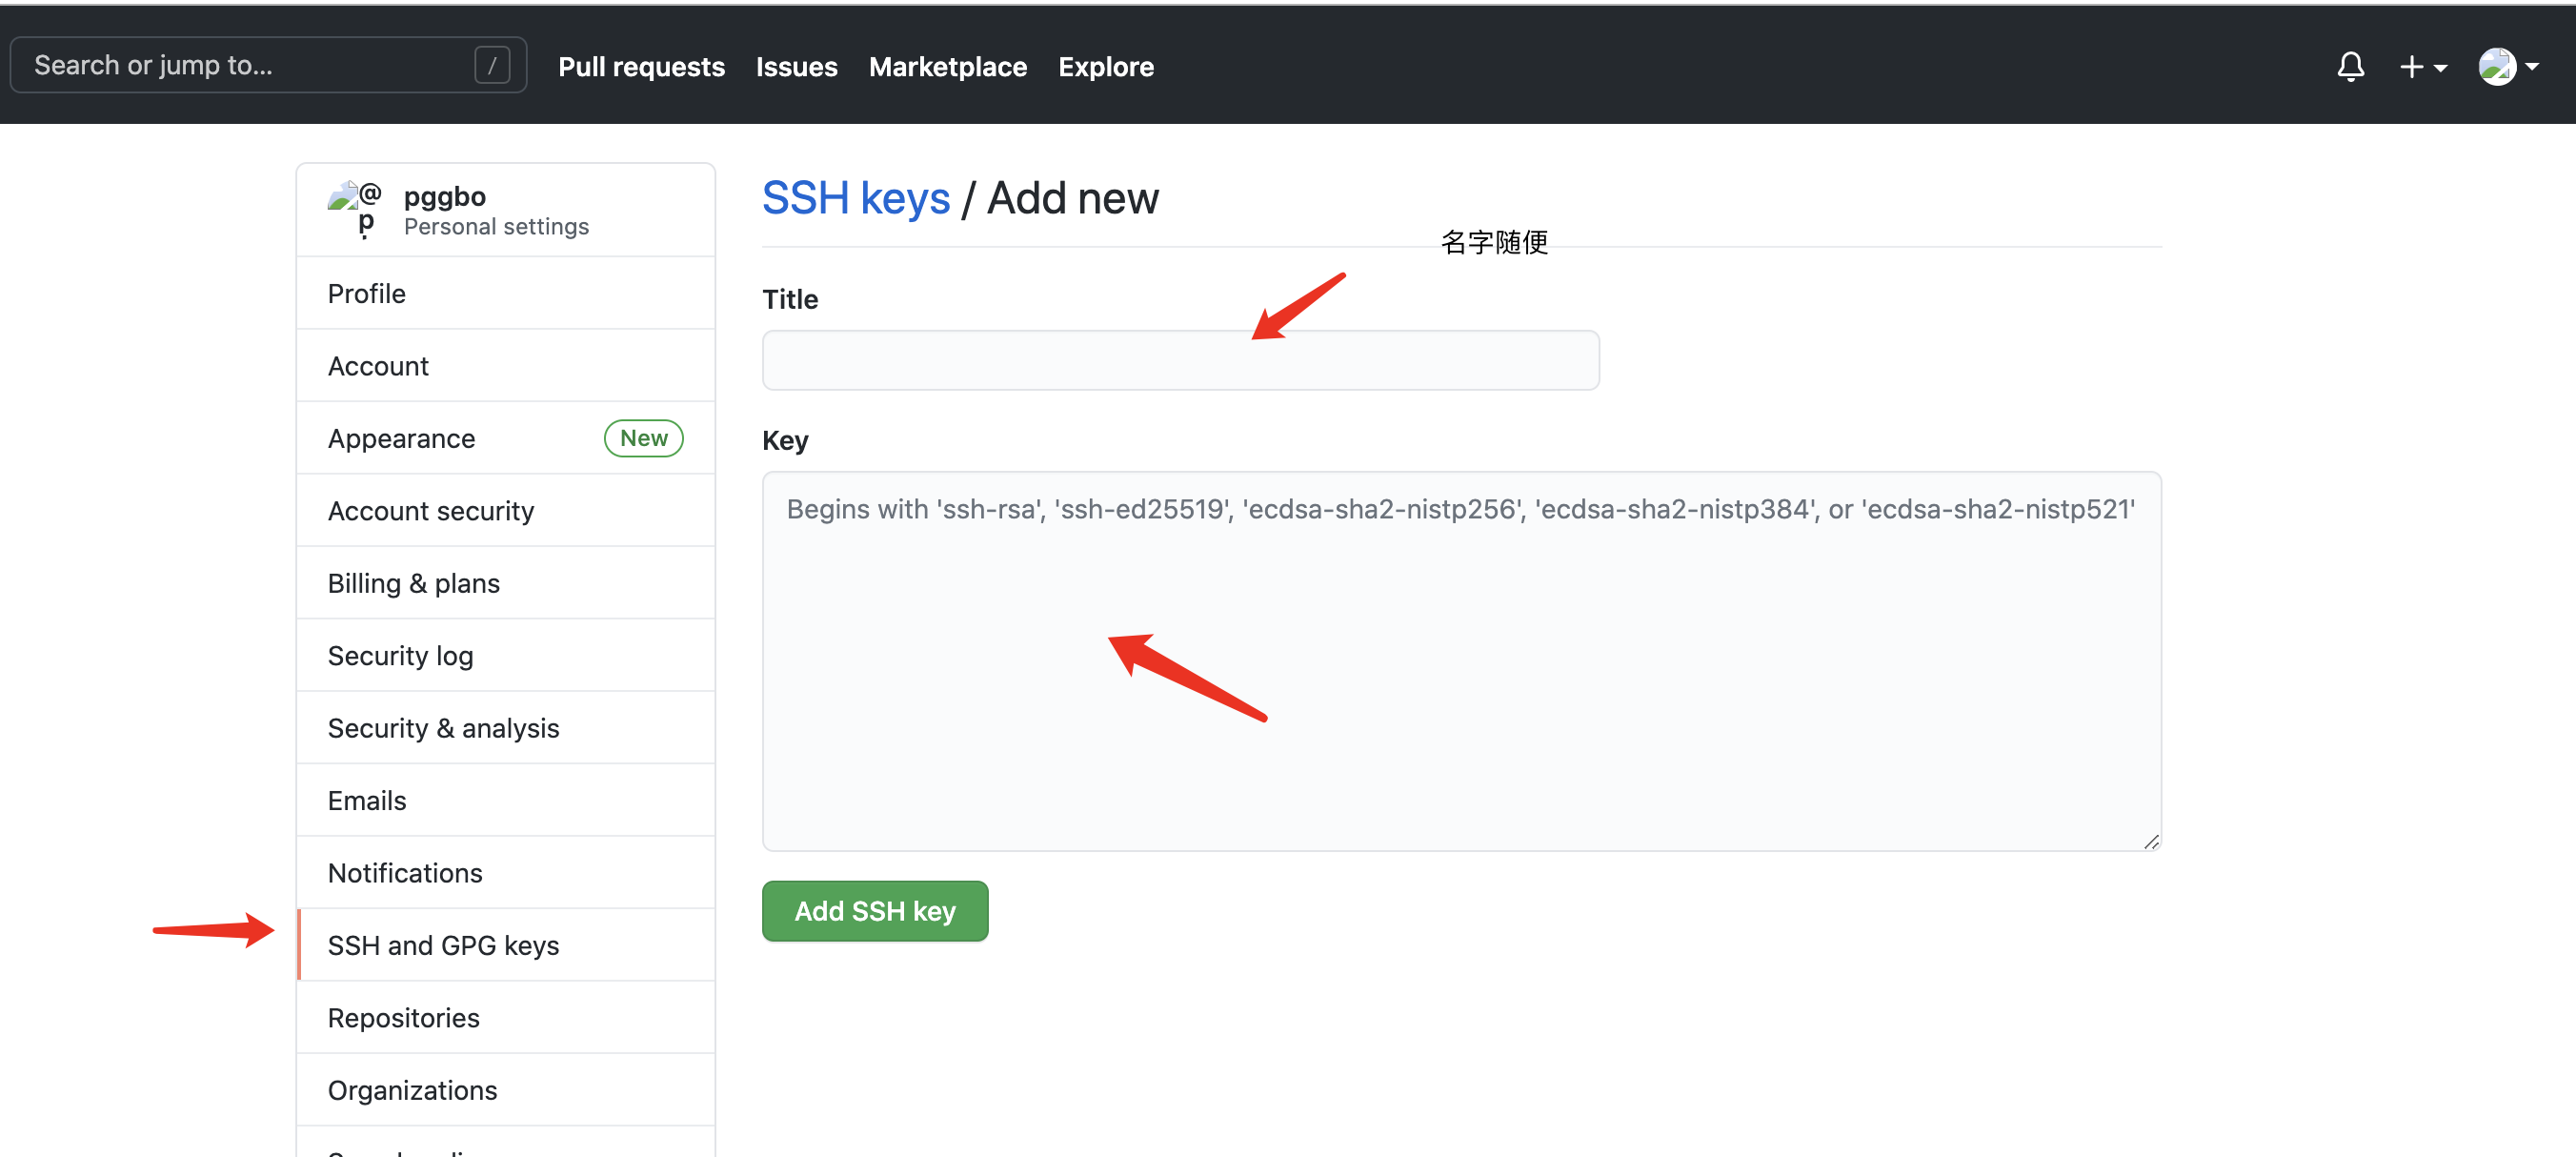 Search or jump to... /
Pull requests Issues Marketplace Explore
@
p
pggbo
Personal settings
Profile
Account
Appearance New
Account security
Billing & plans
Security log
Security & analysis
Emails
Notifications
SSH and GPG keys
Repositories
Organizations
SSH keys / Add new
名字随便
Title
Key
Begins with 'ssh-rsa', 'ssh-ed25519', 'ecdsa-sha2-nistp256', 'ecdsa-sha2-nistp384', or 'ecdsa-sha2-nistp521'
Add SSH key